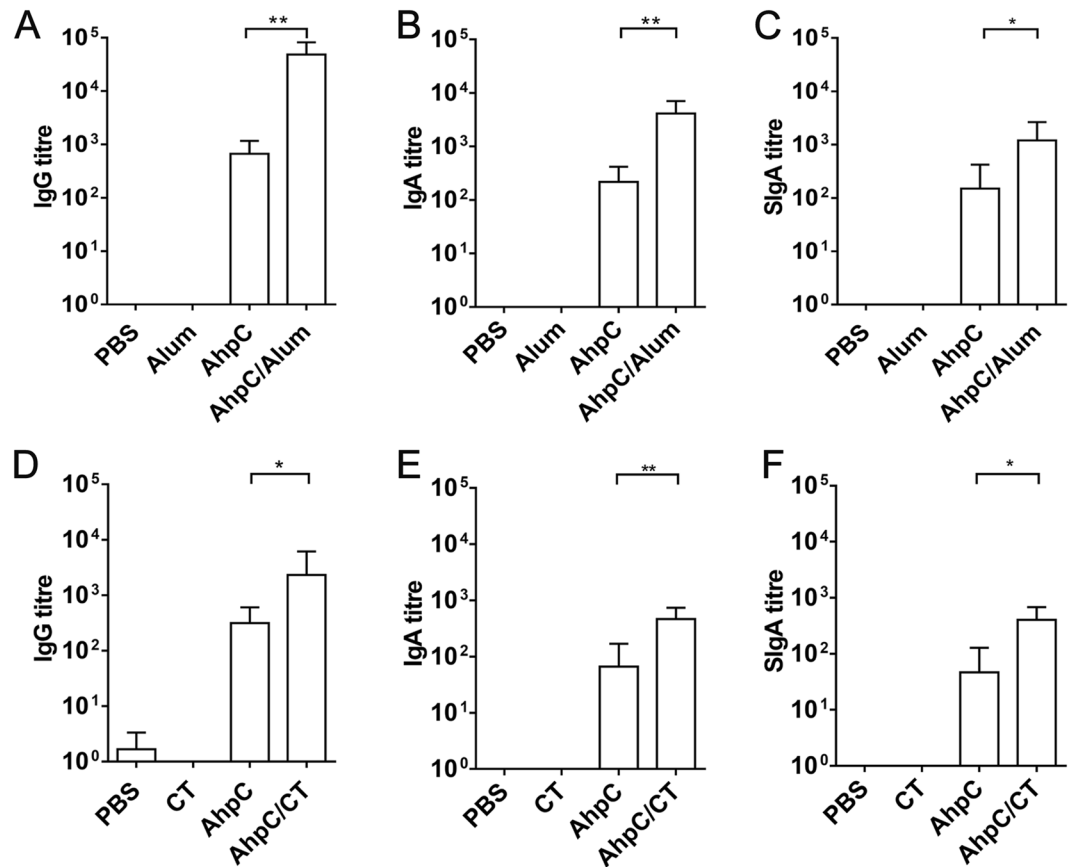 A
**
10⁵
10⁴
10³
10²
10¹
10⁰
IgG titre
PBS
Alum
AhpC
AhpC/Alum
B
**
10⁵
10⁴
10³
10²
10¹
10⁰
IgA titre
PBS
Alum
AhpC
AhpC/Alum
C
*
10⁵
10⁴
10³
10²
10¹
10⁰
SIgA titre
PBS
Alum
AhpC
AhpC/Alum
D
*
10⁵
10⁴
10³
10²
10¹
10⁰
IgG titre
PBS
CT
AhpC
AhpC/CT
E
**
10⁵
10⁴
10³
10²
10¹
10⁰
IgA titre
PBS
CT
AhpC
AhpC/CT
F
*
10⁵
10⁴
10³
10²
10¹
10⁰
SIgA titre
PBS
CT
AhpC
AhpC/CT